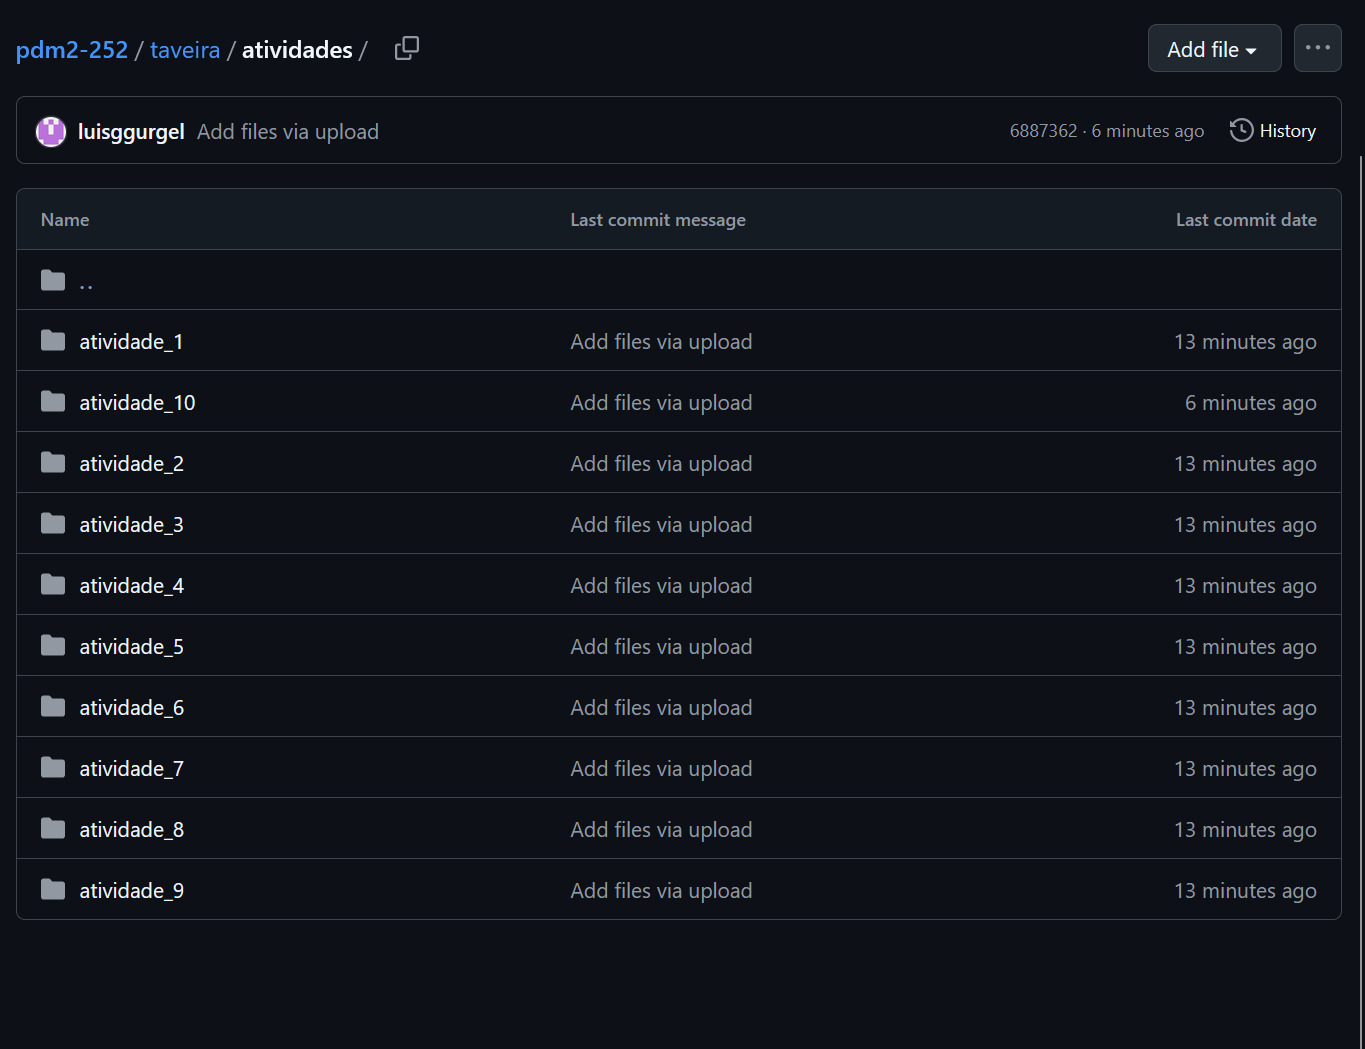 pdm2-252 / taveira / atividades /
Add file
luisggurgel Add files via upload 6887362 · 6 minutes ago History
Name Last commit message Last commit date
..
atividade_1 Add files via upload 13 minutes ago
atividade_10 Add files via upload 6 minutes ago
atividade_2 Add files via upload 13 minutes ago
atividade_3 Add files via upload 13 minutes ago
atividade_4 Add files via upload 13 minutes ago
atividade_5 Add files via upload 13 minutes ago
atividade_6 Add files via upload 13 minutes ago
atividade_7 Add files via upload 13 minutes ago
atividade_8 Add files via upload 13 minutes ago
atividade_9 Add files via upload 13 minutes ago